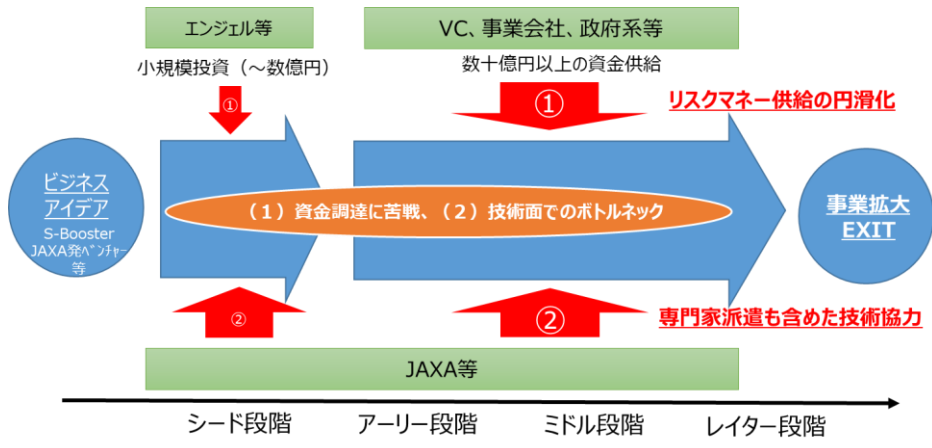 エンジェル等
VC、事業会社、政府系等
小規模投資（～数億円）
数十億円以上の資金供給
①
①
リスクマネー供給の円滑化
ビジネス
アイデア
S-Booster
JAXA発ﾍﾞﾝﾁｬｰ
等
（１）資金調達に苦戦、（２）技術面でのボトルネック
事業拡大
EXIT
②
②
専門家派遣も含めた技術協力
JAXA等
シード段階
アーリー段階
ミドル段階
レイター段階